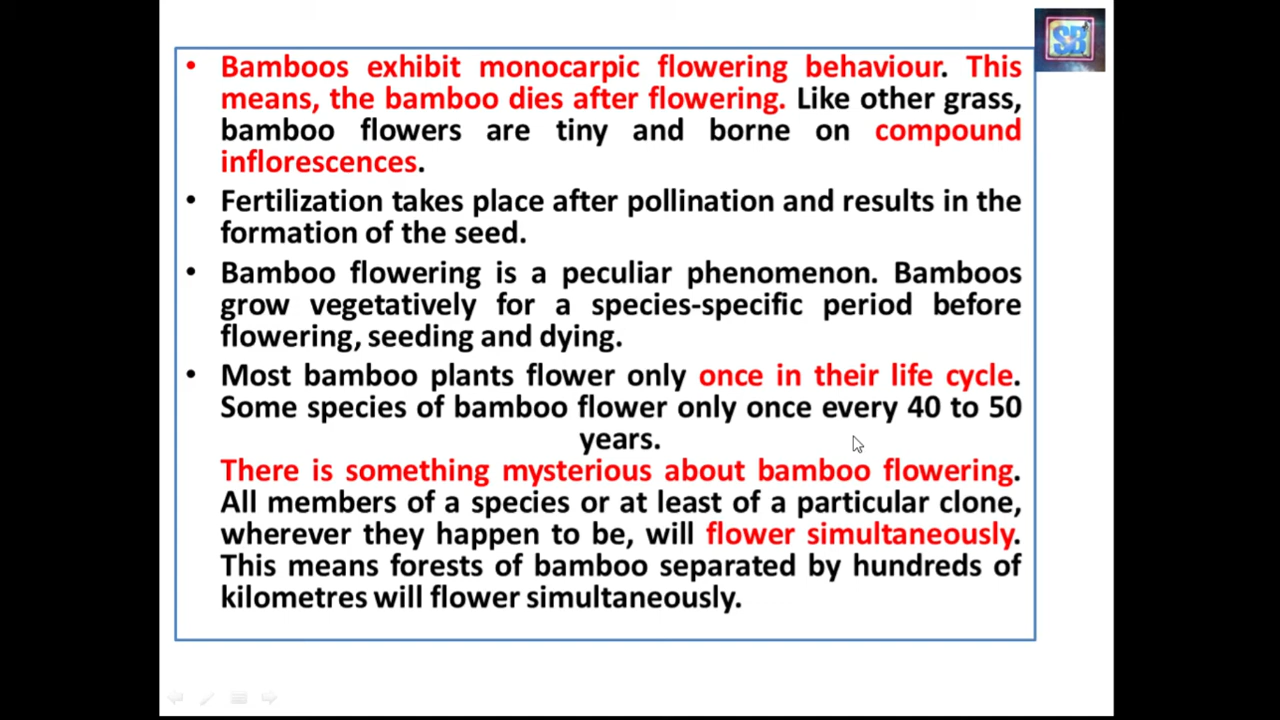 SB
• Bamboos exhibit monocarpic flowering behaviour. This
means, the bamboo dies after flowering. Like other grass,
bamboo flowers are tiny and borne on compound
inflorescences.
• Fertilization takes place after pollination and results in the
formation of the seed.
• Bamboo flowering is a peculiar phenomenon. Bamboos
grow vegetatively for a species-specific period before
flowering, seeding and dying.
• Most bamboo plants flower only once in their life cycle.
Some species of bamboo flower only once every 40 to 50
years.
There is something mysterious about bamboo flowering.
All members of a species or at least of a particular clone,
wherever they happen to be, will flower simultaneously.
This means forests of bamboo separated by hundreds of
kilometres will flower simultaneously.